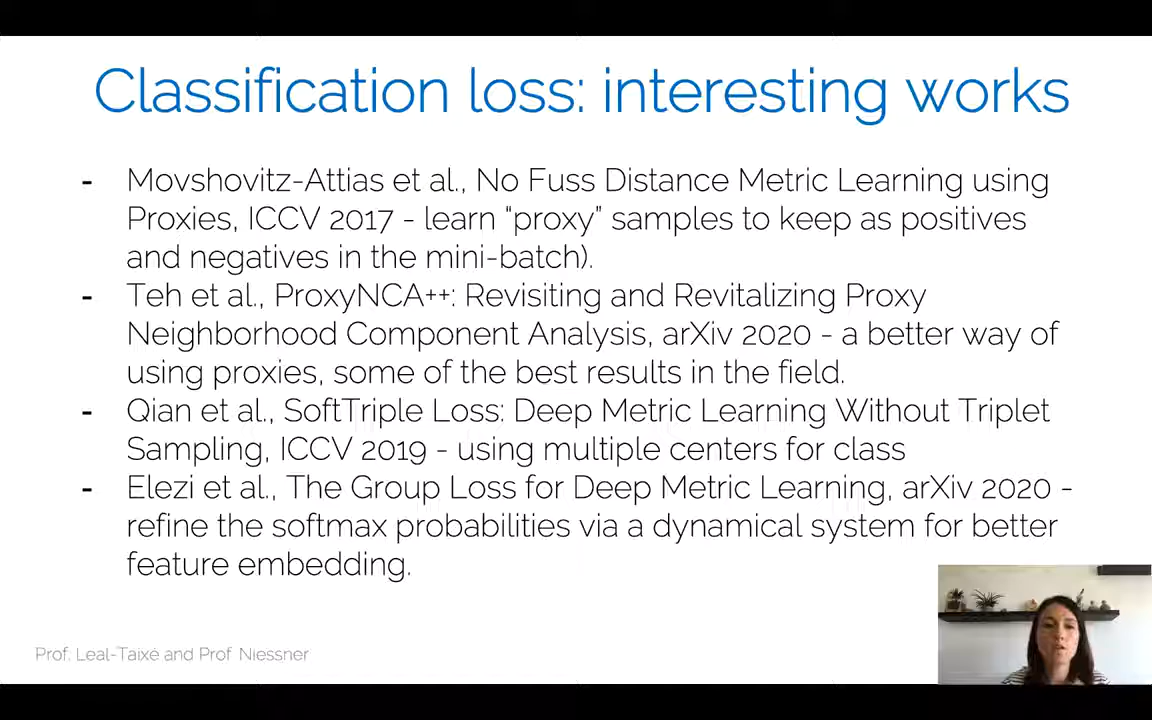 Classification loss: interesting works
- Movshovitz-Attias et al., No Fuss Distance Metric Learning using
Proxies, ICCV 2017 - learn “proxy” samples to keep as positives
and negatives in the mini-batch).
- Teh et al., ProxyNCA++: Revisiting and Revitalizing Proxy
Neighborhood Component Analysis, arXiv 2020 - a better way of
using proxies, some of the best results in the field.
- Qian et al., SoftTriple Loss: Deep Metric Learning Without Triplet
Sampling, ICCV 2019 - using multiple centers for class
- Elezi et al., The Group Loss for Deep Metric Learning, arXiv 2020 -
refine the softmax probabilities via a dynamical system for better
feature embedding.
Prof. Leal-Taixé and Prof. Niessner